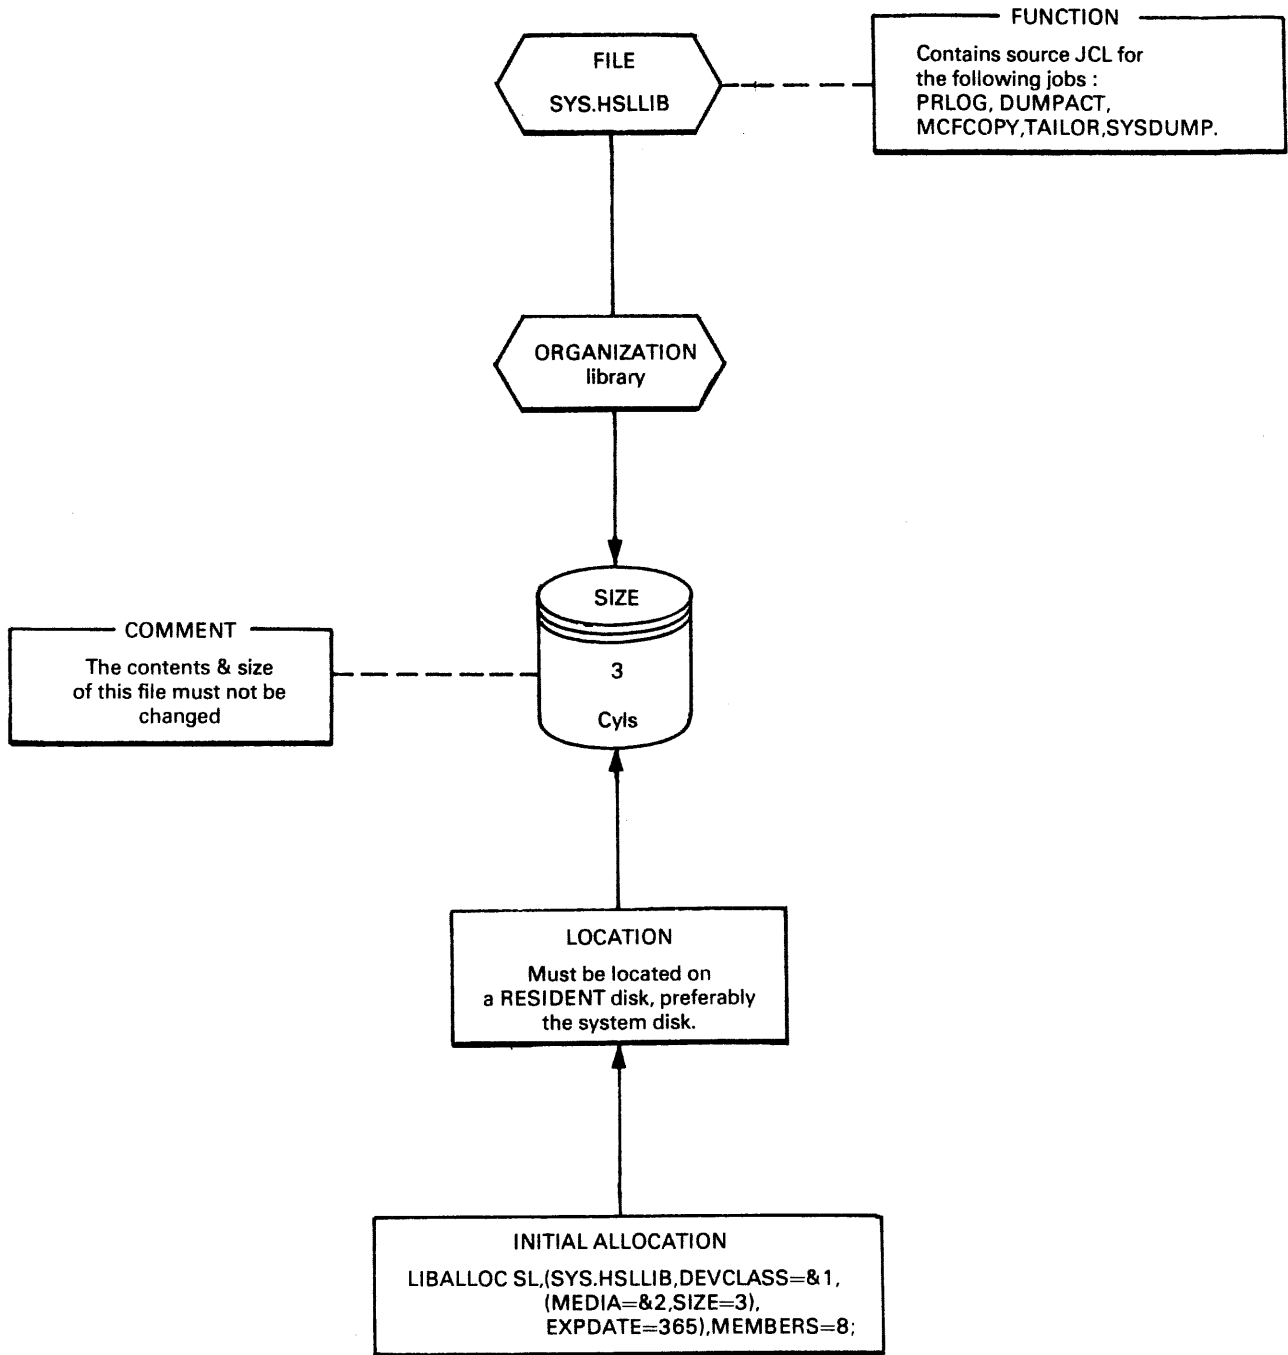 FILE
SYS.HSLLIB
FUNCTION
Contains source JCL for
the following jobs :
PRLOG, DUMPACT,
MCFCOPY,TAILOR,SYSDUMP.
ORGANIZATION
library
SIZE
3
Cyls
COMMENT
The contents & size
of this file must not be
changed
LOCATION
Must be located on
a RESIDENT disk, preferably
the system disk.
INITIAL ALLOCATION
LIBALLOC SL,(SYS.HSLLIB,DEVCLASS=&1,
(MEDIA=&2,SIZE=3),
EXPDATE=365),MEMBERS=8;